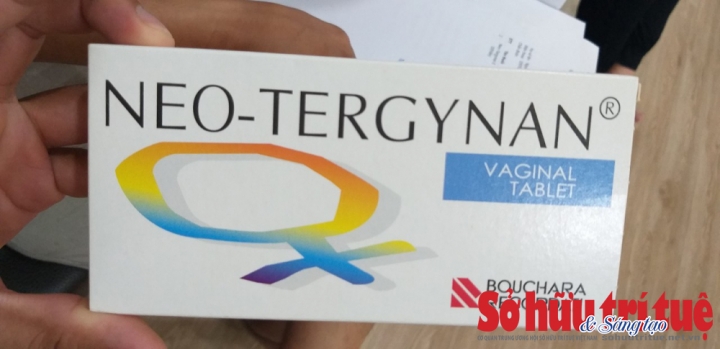 NEO-TERGYNAN®
VAGINAL
TABLET
BOUCHARA
Sở hữu trí tuệ
& Sáng tạo